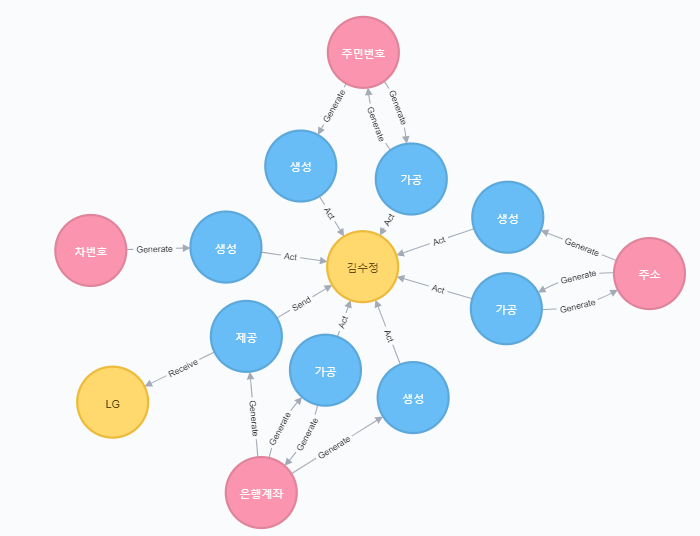 주민번호
Generate
Generate
Generate
생성
가공
Act
Act
생성
차번호
Generate
생성
Act
Act
Generate
김수정
주소
Generate
Act
가공
Generate
Send
제공
Act
Act
가공
Receive
생성
LG
Generate
Generate
Generate
Generate
은행계좌